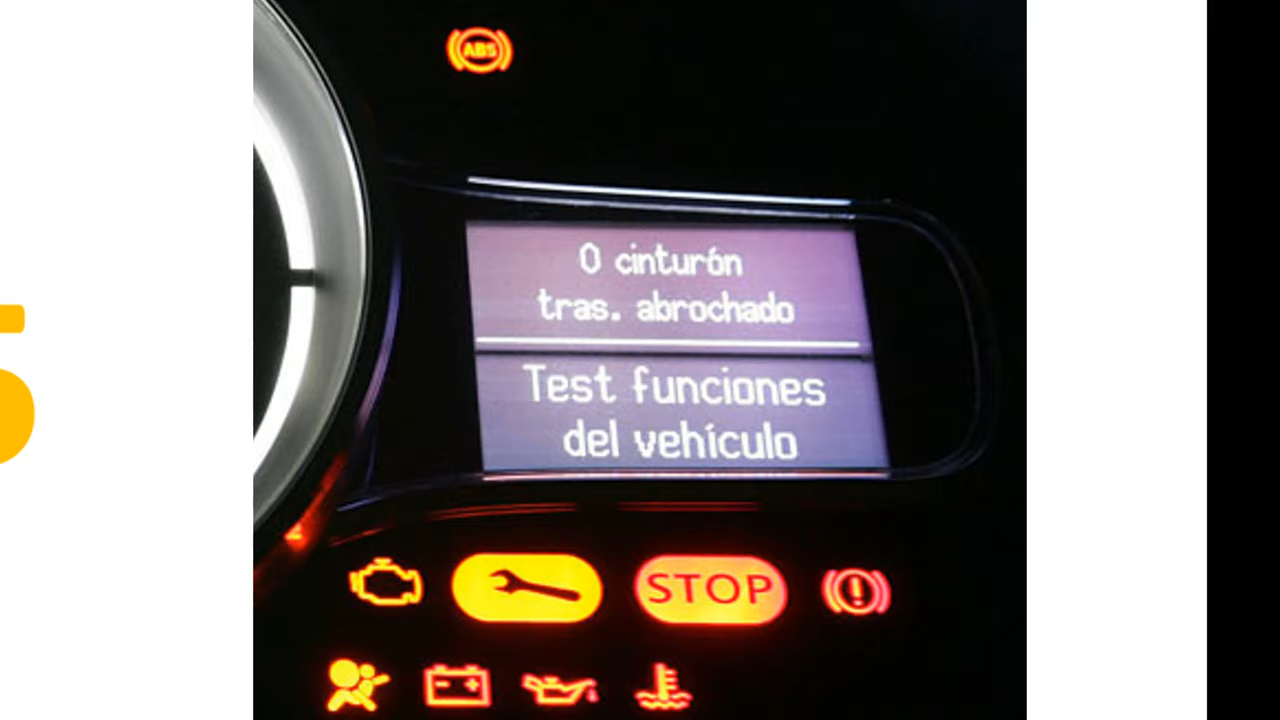 ABS
0 cinturón
tras. abrochado
Test funciones
del vehículo
STOP